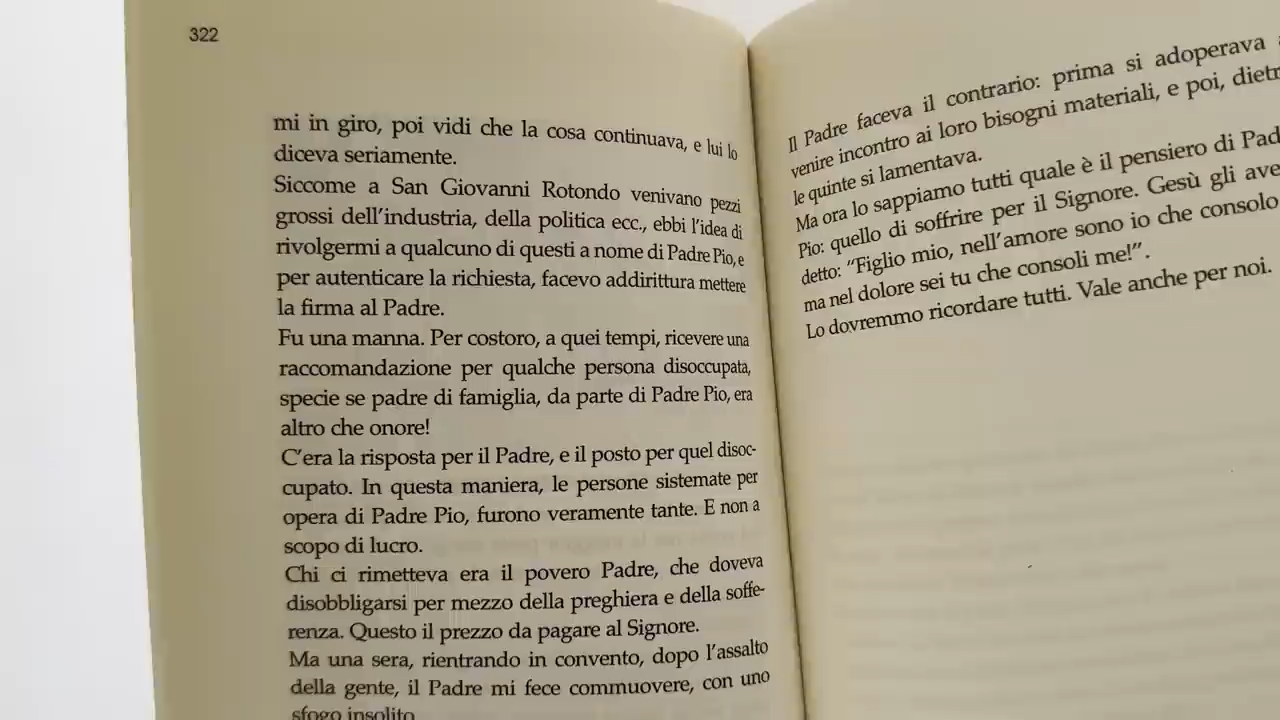 322
mi in giro, poi vidi che la cosa continuava, e lui lo
diceva seriamente.
Siccome a San Giovanni Rotondo venivano pezzi
grossi dell'industria, della politica ecc., ebbi l'idea di
rivolgermi a qualcuno di questi a nome di Padre Pio, e
per autenticare la richiesta, facevo addirittura mettere
la firma al Padre.
Fu una manna. Per costoro, a quei tempi, ricevere una
raccomandazione per qualche persona disoccupata,
specie se padre di famiglia, da parte di Padre Pio, era
altro che onore!
C'era la risposta per il Padre, e il posto per quel disoc-
cupato. In questa maniera, le persone sistemate per
opera di Padre Pio, furono veramente tante. E non a
scopo di lucro.
Chi ci rimetteva era il povero Padre, che doveva
disobbligarsi per mezzo della preghiera e della soffe-
renza. Questo il prezzo da pagare al Signore.
Ma una sera, rientrando in convento, dopo l'assalto
della gente, il Padre mi fece commuovere, con uno
sfogo insolito
Il Padre faceva il contrario: prima si adoperava
venire incontro ai loro bisogni materiali, e poi, dietr
le quinte si lamentava.
Ma ora lo sappiamo tutti quale è il pensiero di Pad
Pio: quello di soffrire per il Signore. Gesù gli ave
detto: "Figlio mio, nell'amore sono io che consolo
ma nel dolore sei tu che consoli me!".
Lo dovremmo ricordare tutti. Vale anche per noi.